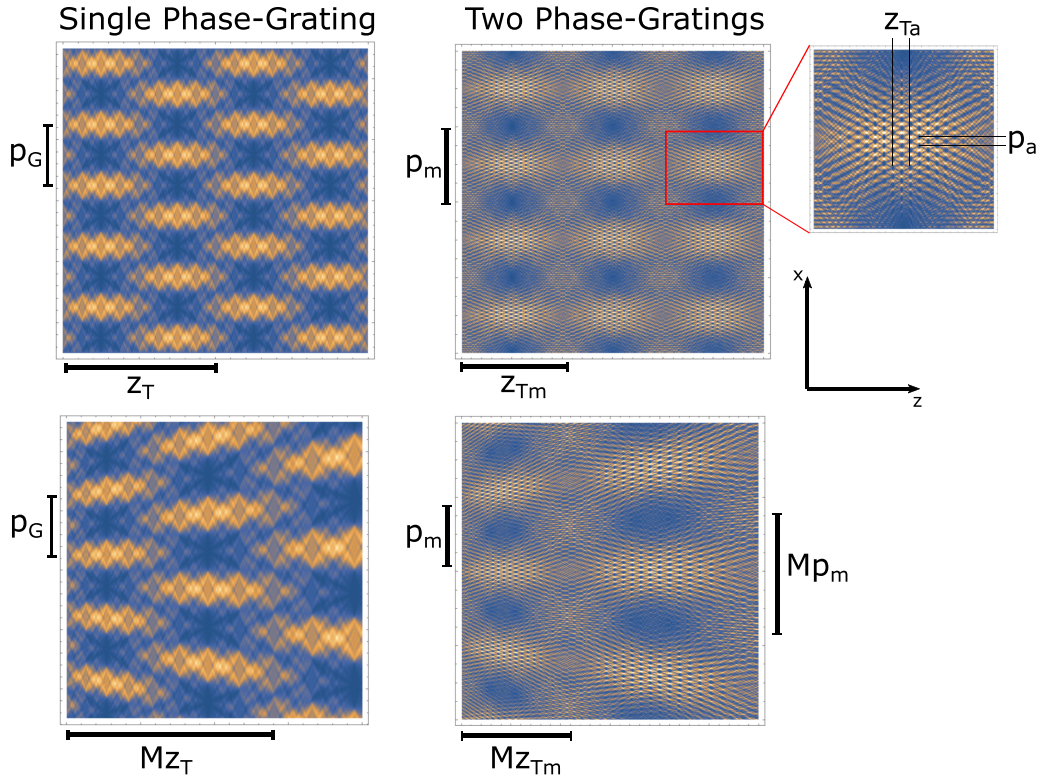 Single Phase-Grating
Two Phase-Gratings
z_Ta
p_G
p_m
p_a
x
z
z_T
z_Tm
p_G
p_m
Mp_m
Mz_T
Mz_Tm